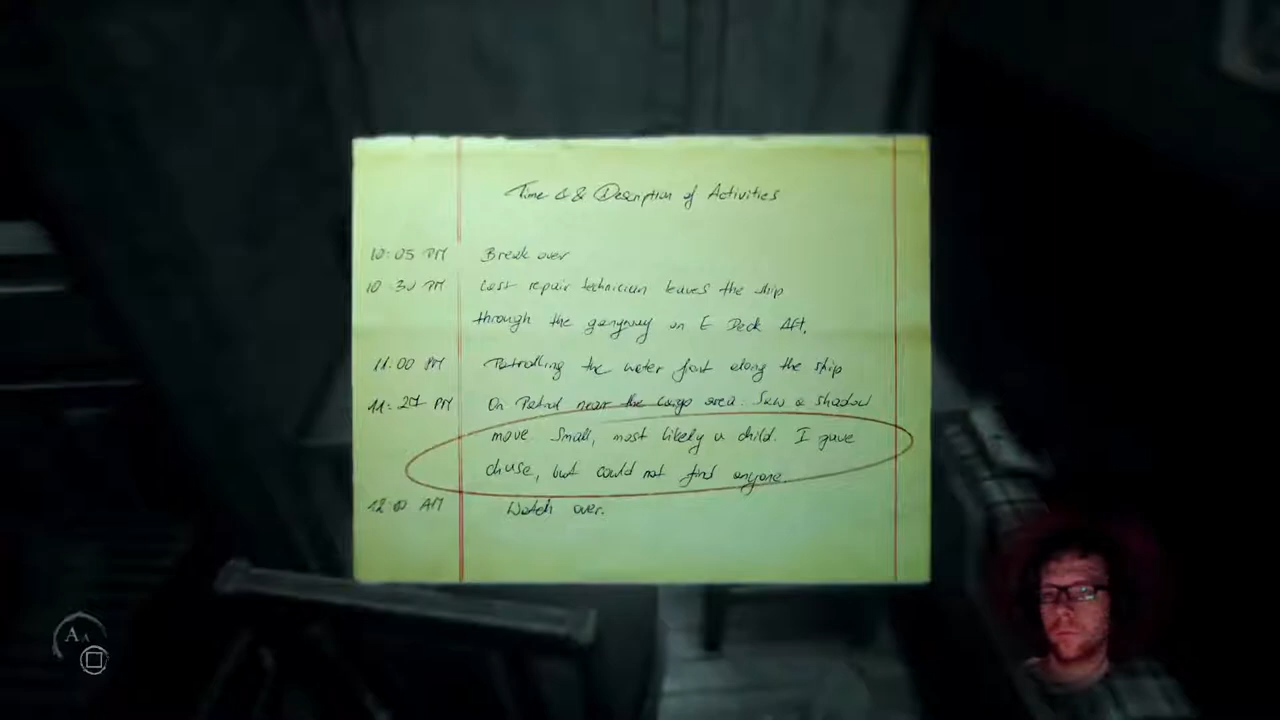 Time & Description of Activities
10:05 PM Break over
10 30 PM Last repair technician leaves the ship
through the gangway on E Deck Aft.
11:00 PM Patrolling the water front along the ship
11:27 PM On Patrol near the cargo area. Saw a shadow
move. Small, most likely a child. I gave
chase, but could not find anyone.
12:00 AM Watch over.
AA